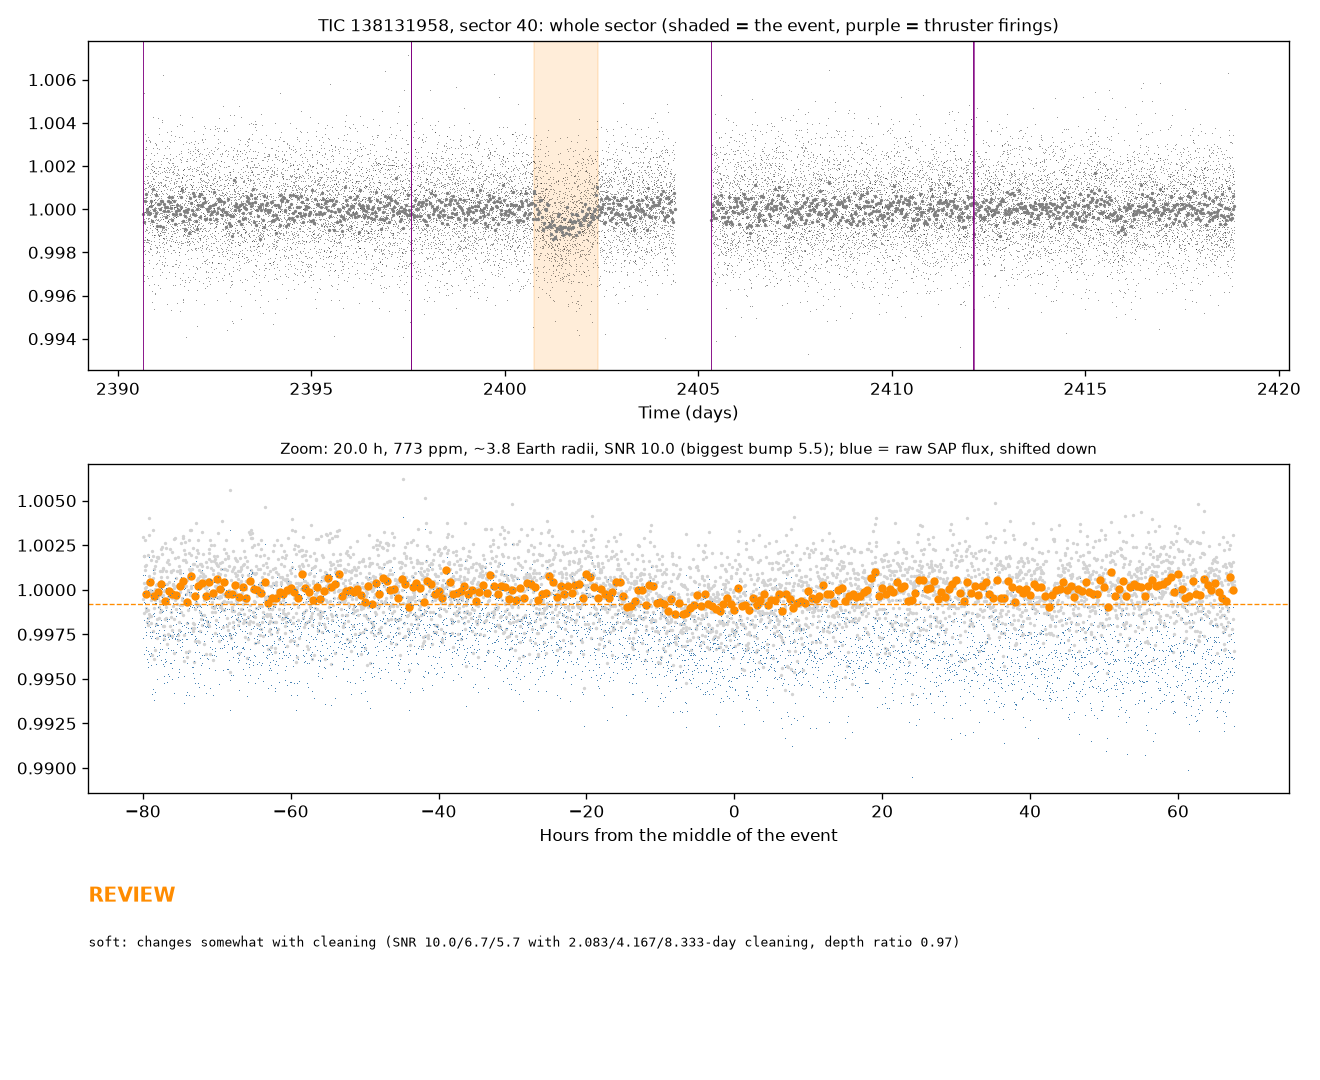 TIC 138131958, sector 40: whole sector (shaded = the event, purple = thruster firings)
1.006
1.004
1.002
1.000
0.998
0.996
0.994
2390 2395 2400 2405 2410 2415 2420
Time (days)
Zoom: 20.0 h, 773 ppm, ~3.8 Earth radii, SNR 10.0 (biggest bump 5.5); blue = raw SAP flux, shifted down
1.0050
1.0025
1.0000
0.9975
0.9950
0.9925
0.9900
−80 −60 −40 −20 0 20 40 60
Hours from the middle of the event
REVIEW
soft: changes somewhat with cleaning (SNR 10.0/6.7/5.7 with 2.083/4.167/8.333-day cleaning, depth ratio 0.97)